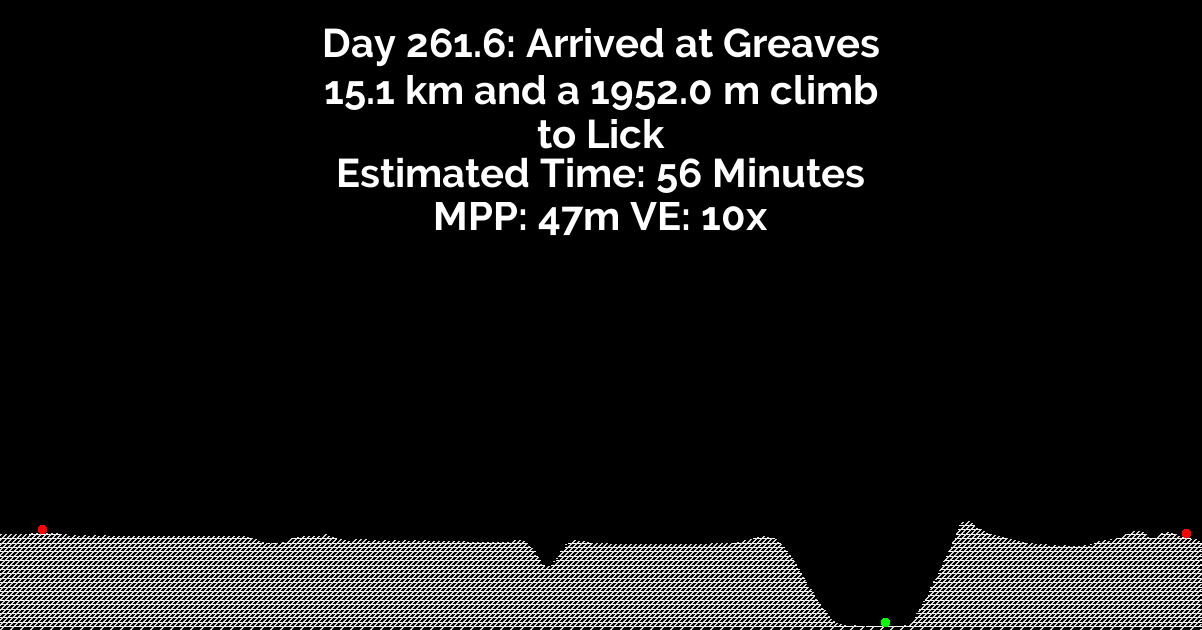 Day 261.6: Arrived at Greaves
15.1 km and a 1952.0 m climb
to Lick
Estimated Time: 56 Minutes
MPP: 47m VE: 10x